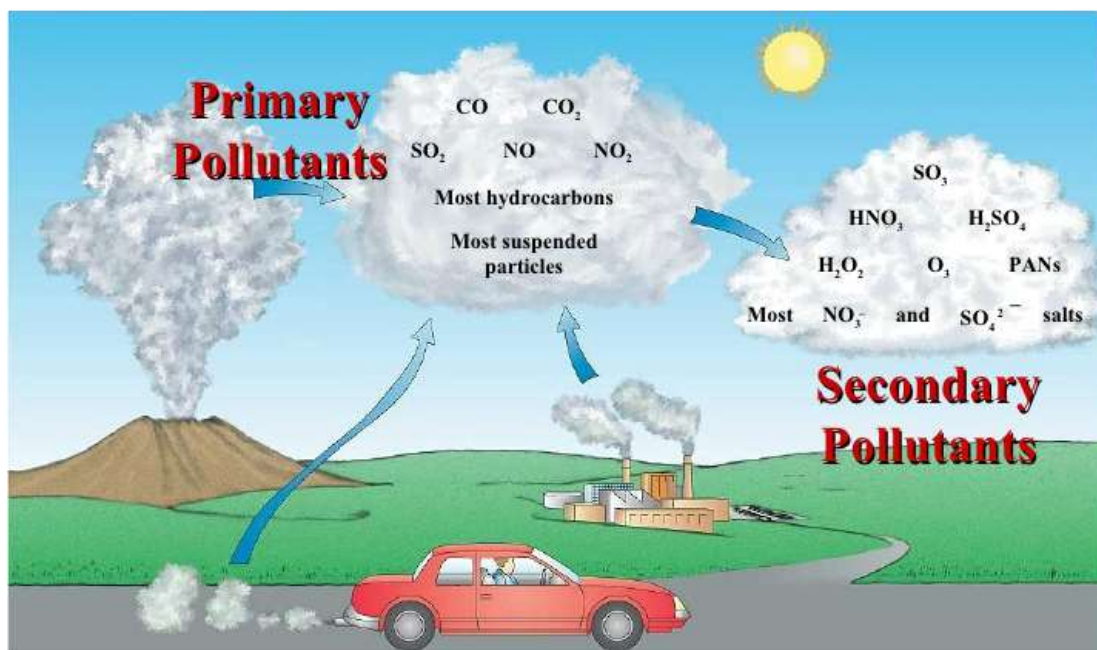 Primary
Pollutants
CO CO₂
SO₂ NO NO₂
Most hydrocarbons
Most suspended
particles
SO₃
HNO₃ H₂SO₄
H₂O₂ O₃ PANs
Most NO₃⁻ and SO₄²⁻ salts
Secondary
Pollutants